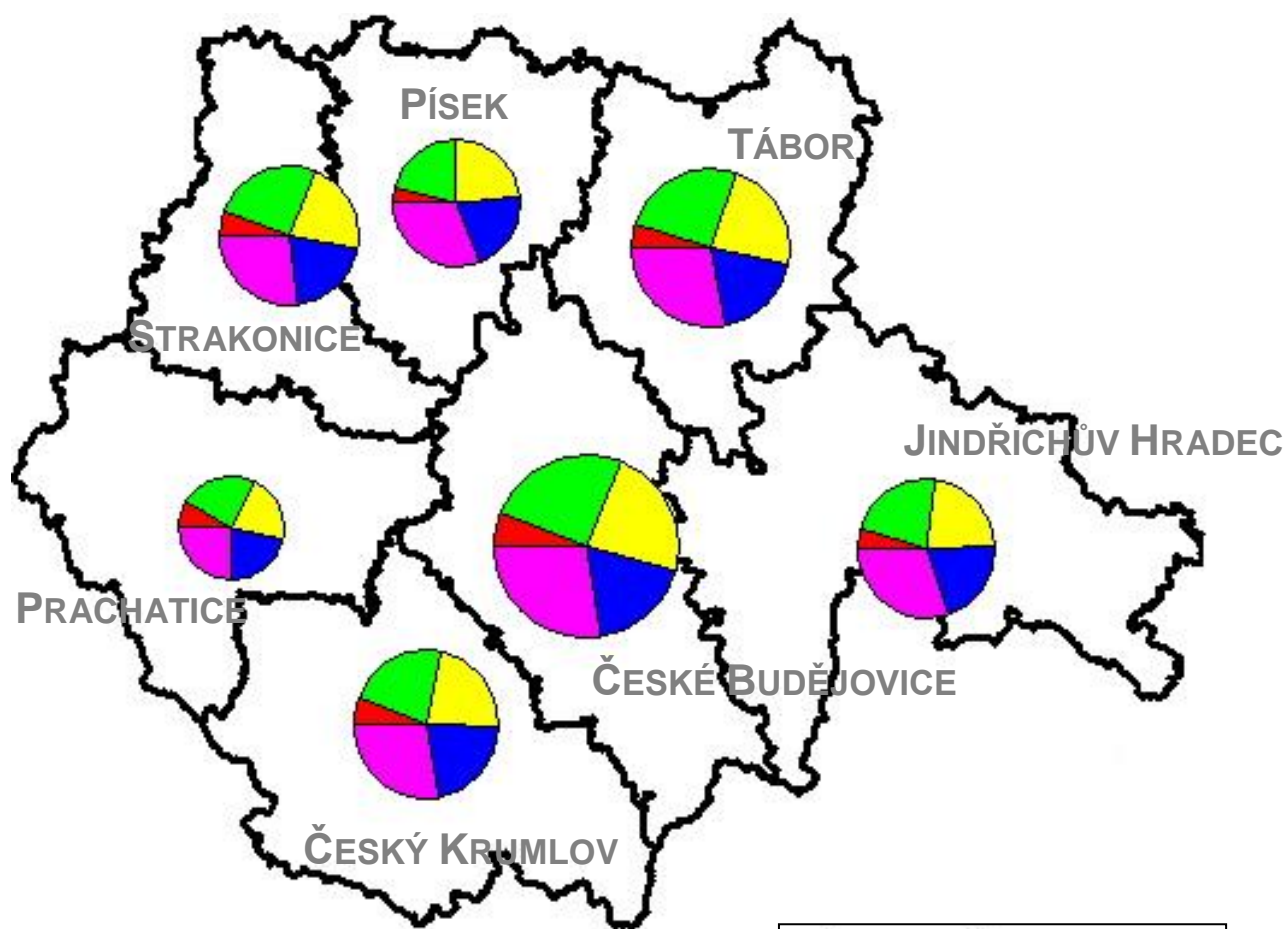 PÍSEK
TÁBOR
STRAKONICE
JINDŘICHŮV HRADEC
PRACHATICE
ČESKÉ BUDĚJOVICE
ČESKÝ KRUMLOV